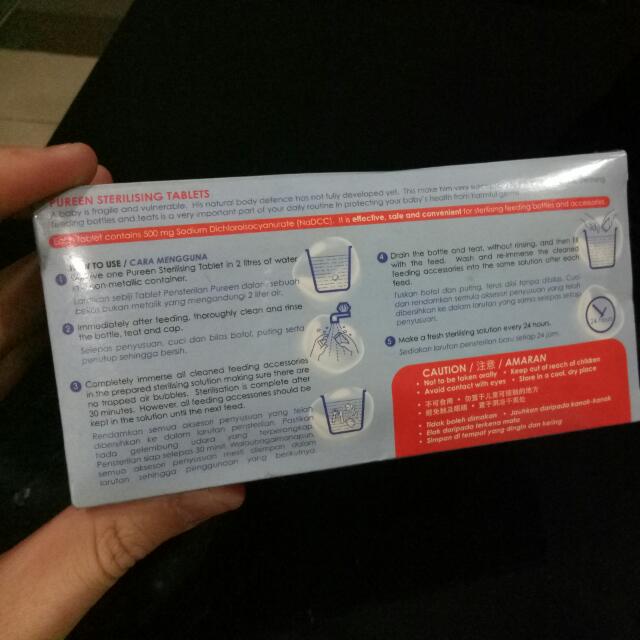 PUREEN STERILISING TABLETS
A baby is fragile and vulnerable. His natural body defence has not fully developed yet. This make him very
feeding bottles and teats is a very important part of your daily routine in protecting your baby's health from harmful germs.
Each tablet contains 500 mg Sodium Dichloroisocyanurate (NaDCC). It is effective, safe and convenient for sterilising feeding bottles and accessories.
HOW TO USE / CARA MENGGUNA
1
one Pureen Sterilising Tablet in 2 litres of water
non-metallic container.
Larutkan sebiji Tablet Pensterilan Pureen dalam sebuah
bekas bukan metalik yang mengandungi 2 liter air.
2 Immediately after feeding, thoroughly clean and rinse
the bottle, teat and cap.
Selepas penyusuan, cuci dan bilas botol, puting serta
penutup sehingga bersih.
3 Completely immerse all cleaned feeding accessories
in the prepared sterilising solution make sure there are
no trapped air bubbles. Sterilisation is complete after
30 minutes. However, all feeding accessories should be
kept in the solution until the next feed.
Rendamkan semua aksesori penyusuan yang telah
dibersihkan ke dalam larutan pensterilan. Pastikan
tiada gelembung udara yang terperangkap.
Pensterilan siap selepas 30 minit. Walaubagaimanapun
semua aksesori penyusuan mesti disimpan dalam
larutan sehingga penggunaan yang berikutnya.
4 Drain the bottle and teat, without rinsing, and then fill
with the feed. Wash and re-immerse the cleaned
feeding accessories into the same solution after each
feed.
Tuskan botol dan puting, terus diisi tanpa dibilas. Cuci
dan rendamkan semula aksesori penyusuan yang telah
dibersihkan ke dalam larutan yang sama selepas setiap
penyusuan.
5 Make a fresh sterilising solution every 24 hours.
Sediakan larutan pensterilan baru setiap 24 jam.
CAUTION / 注意 / AMARAN
• Not to be taken orally • Keep out of reach of children
• Avoid contact with eyes • Store in a cool, dry place
• 不可食用 • 勿置于儿童可接触的地方
• 避免触及眼睛 • 置于清凉干燥处
• Tidak boleh dimakan • Jauhkan daripada kanak-kanak
• Elak daripada terkena mata
• Simpan di tempat yang dingin dan kering